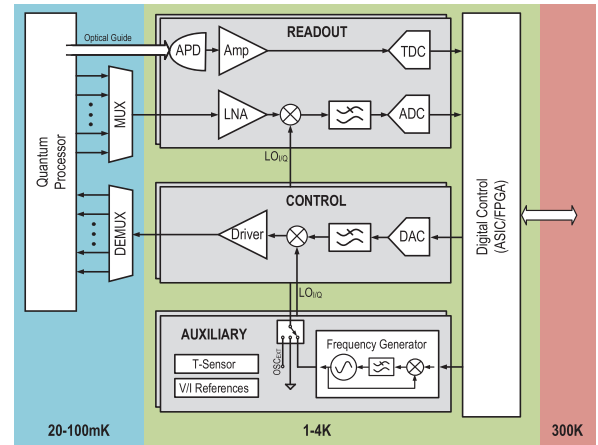 Optical Guide
READOUT
APD
Amp
TDC
MUX
LNA
ADC
LO I/Q
Quantum
Processor
Digital Control
(ASIC/FPGA)
CONTROL
DEMUX
Driver
DAC
LO I/Q
AUXILIARY
T-Sensor
V/I References
OSC EXT
Frequency Generator
20-100mK
1-4K
300K